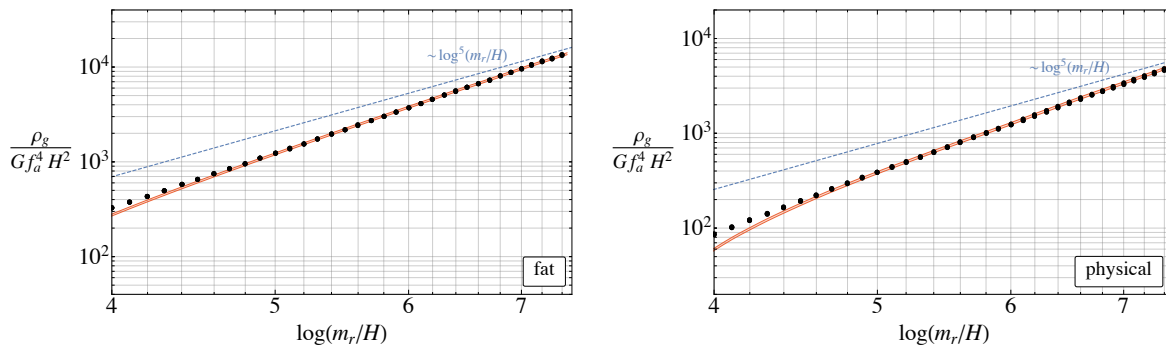 10^4
10^3
10^2
ρ_g / (G f_a^4 H^2)
~ log^5(m_r/H)
fat
4 5 6 7
log(m_r/H)
10^4
10^3
10^2
ρ_g / (G f_a^4 H^2)
~ log^5(m_r/H)
physical
4 5 6 7
log(m_r/H)